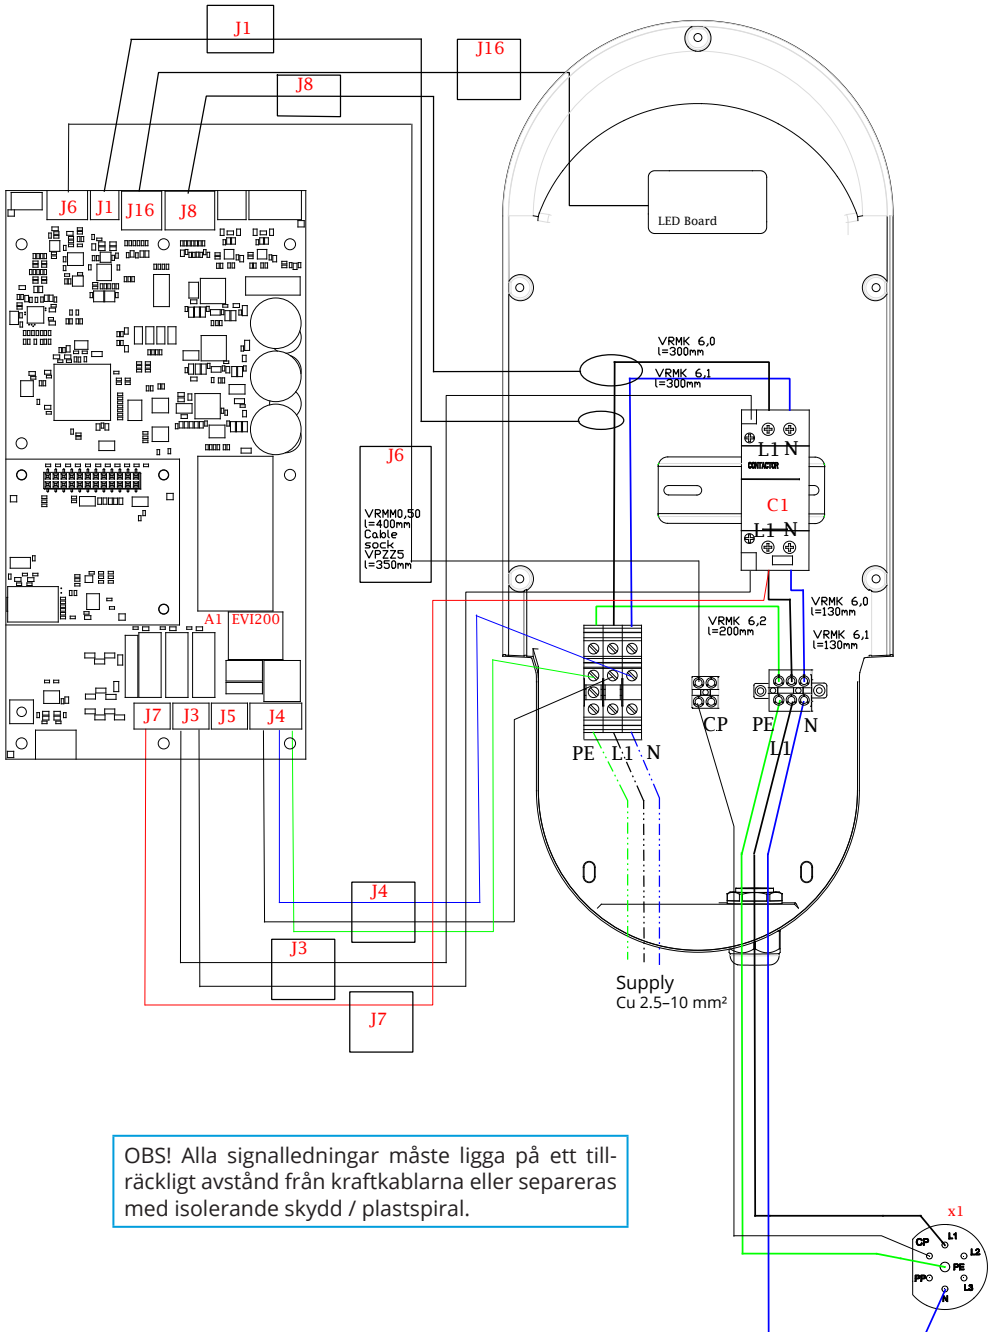 J1
J16
J8
J6
J1
J16
J8
LED Board
VRMK 6,0
l=300mm
VRMK 6,1
l=300mm
J6
VRMM0,50
l=400mm
Cable
sock
VPZZ5
l=350mm
L1 N
CONTACTOR
C1
L1 N
A1 EVI200
VRMK 6,2
l=200mm
VRMK 6,0
l=130mm
VRMK 6,1
l=130mm
J7
J3
J5
J4
PE
L1
N
CP
PE
L1
N
J4
J3
J7
Supply
Cu 2.5–10 mm²
OBS! Alla signalledningar måste ligga på ett till-
räckligt avstånd från kraftkablarna eller separeras
med isolerande skydd / plastspiral.
x1
CP
L1
L2
PE
PP
L3
N